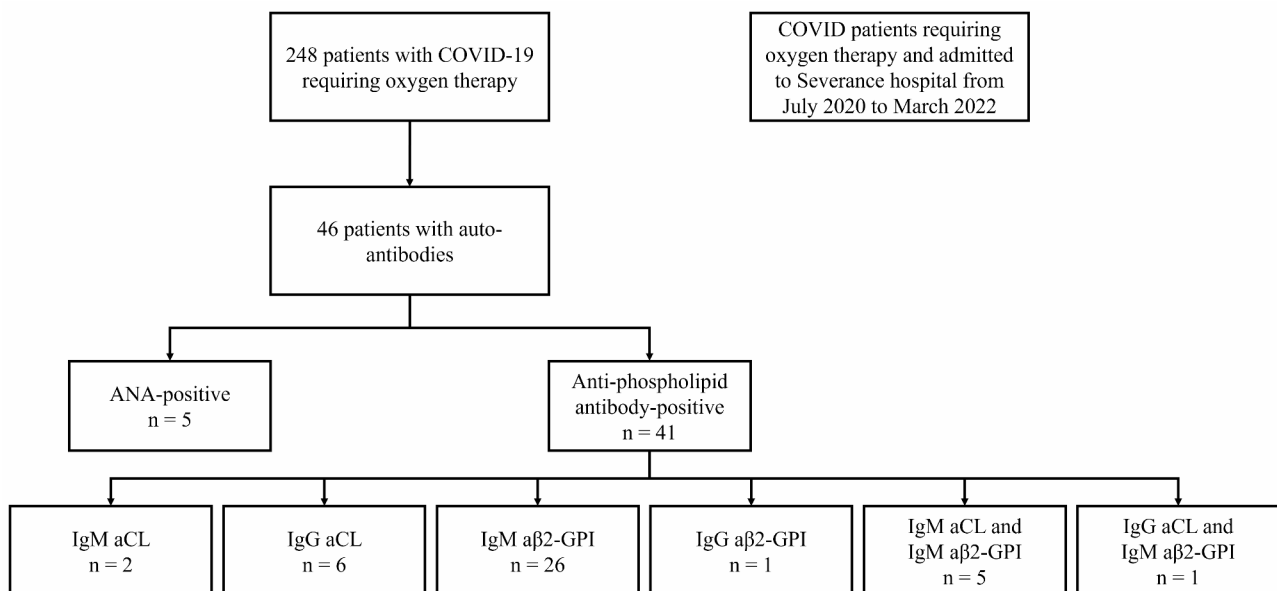 248 patients with COVID-19
requiring oxygen therapy
COVID patients requiring
oxygen therapy and admitted
to Severance hospital from
July 2020 to March 2022
46 patients with auto-
antibodies
ANA-positive
n = 5
Anti-phospholipid
antibody-positive
n = 41
IgM aCL
n = 2
IgG aCL
n = 6
IgM aβ2-GPI
n = 26
IgG aβ2-GPI
n = 1
IgM aCL and
IgM aβ2-GPI
n = 5
IgG aCL and
IgM aβ2-GPI
n = 1